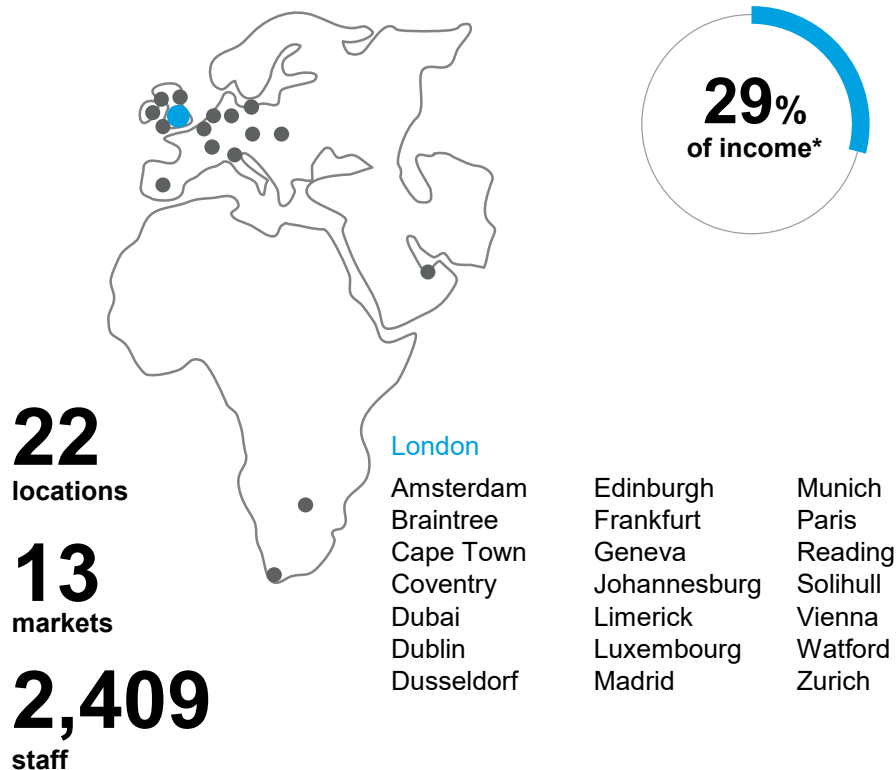 29%
of income*
22
locations
13
markets
2,409
staff
London
Amsterdam
Braintree
Cape Town
Coventry
Dubai
Dublin
Dusseldorf
Edinburgh
Frankfurt
Geneva
Johannesburg
Limerick
Luxembourg
Madrid
Munich
Paris
Reading
Solihull
Vienna
Watford
Zurich